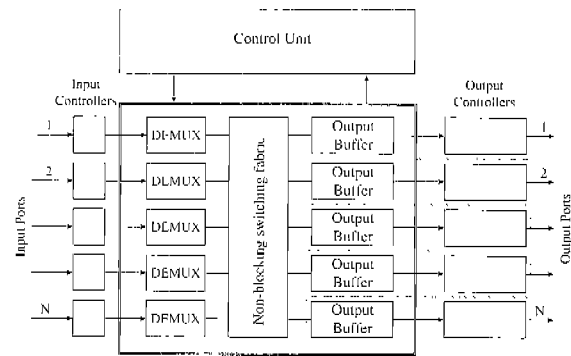 Control Unit
Input
Controllers
Output
Controllers
1
DEMUX
Output
Buffer
1
2
DEMUX
Output
Buffer
2
DEMUX
Output
Buffer
DEMUX
Output
Buffer
N
DEMUX
Output
Buffer
N
Input Ports
Non-blocking switching fabric
Output Ports